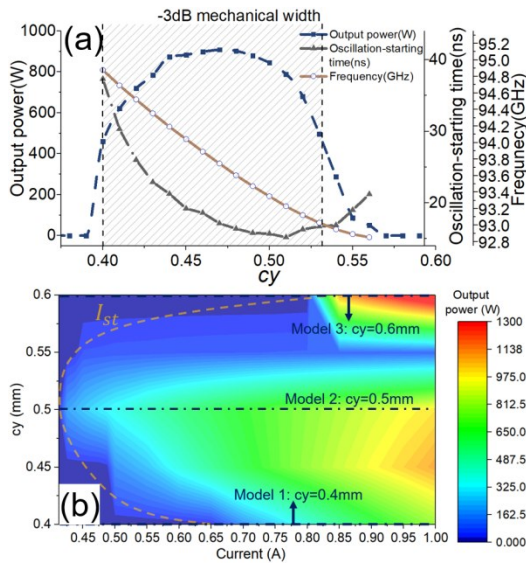 -3dB mechanical width
(a)
Output power(W)
Oscillation-starting
time(ns)
Frequency(GHz)
1000
800
600
400
200
0
Output power(W)
0.40
0.45
0.50
0.55
0.60
cy
40
30
20
Oscillation-starting time(ns)
95.2
95.0
94.8
94.6
94.4
94.2
94.0
93.8
93.6
93.4
93.2
93.0
92.8
Frequnecy(GHz)
0.6
0.55
0.5
0.45
0.4
cy (mm)
I_st
Model 3: cy=0.6mm
Model 2: cy=0.5mm
Model 1: cy=0.4mm
(b)
0.45 0.50 0.55 0.60 0.65 0.70 0.75 0.80 0.85 0.90 0.95 1.00
Current (A)
Output
power (W)
1300
1138
975.0
812.5
650.0
487.5
325.0
162.5
0.000